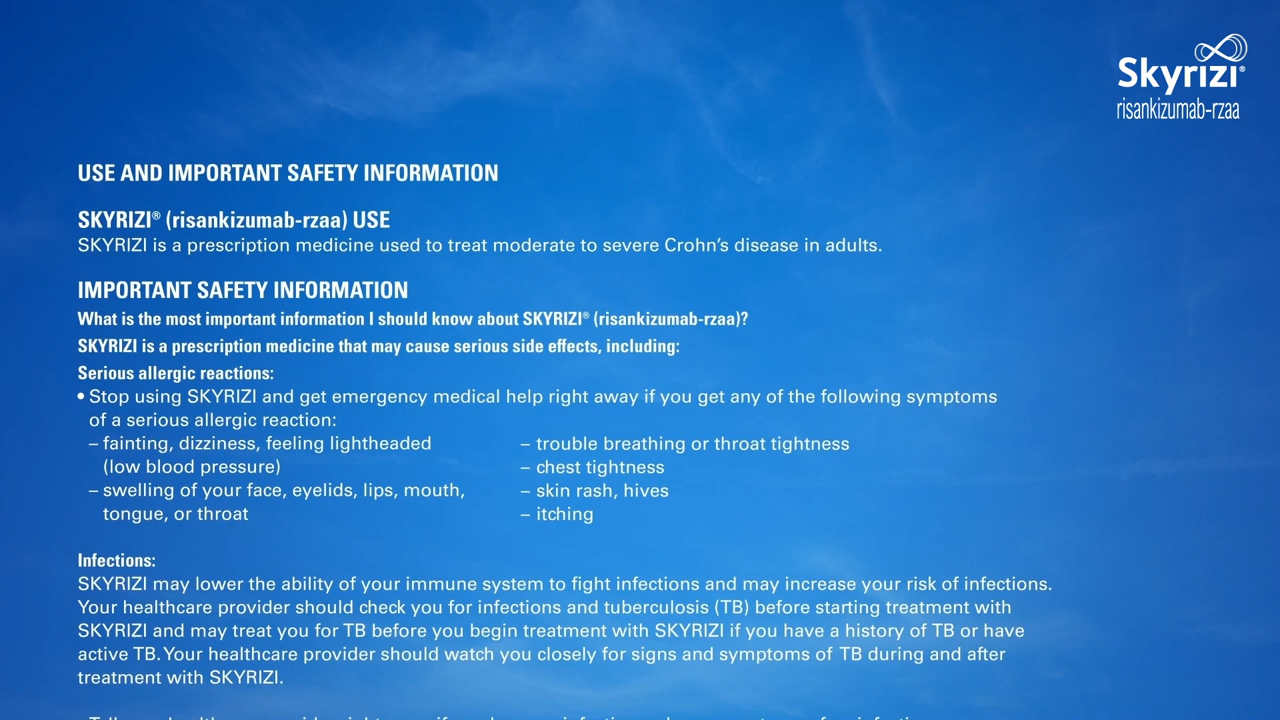 Skyrizi®
risankizumab-rzaa
USE AND IMPORTANT SAFETY INFORMATION
SKYRIZI® (risankizumab-rzaa) USE
SKYRIZI is a prescription medicine used to treat moderate to severe Crohn’s disease in adults.
IMPORTANT SAFETY INFORMATION
What is the most important information I should know about SKYRIZI® (risankizumab-rzaa)?
SKYRIZI is a prescription medicine that may cause serious side effects, including:
Serious allergic reactions:
• Stop using SKYRIZI and get emergency medical help right away if you get any of the following symptoms
of a serious allergic reaction:
– fainting, dizziness, feeling lightheaded
(low blood pressure)
– swelling of your face, eyelids, lips, mouth,
tongue, or throat
– trouble breathing or throat tightness
– chest tightness
– skin rash, hives
– itching
Infections:
SKYRIZI may lower the ability of your immune system to fight infections and may increase your risk of infections.
Your healthcare provider should check you for infections and tuberculosis (TB) before starting treatment with
SKYRIZI and may treat you for TB before you begin treatment with SKYRIZI if you have a history of TB or have
active TB. Your healthcare provider should watch you closely for signs and symptoms of TB during and after
treatment with SKYRIZI.